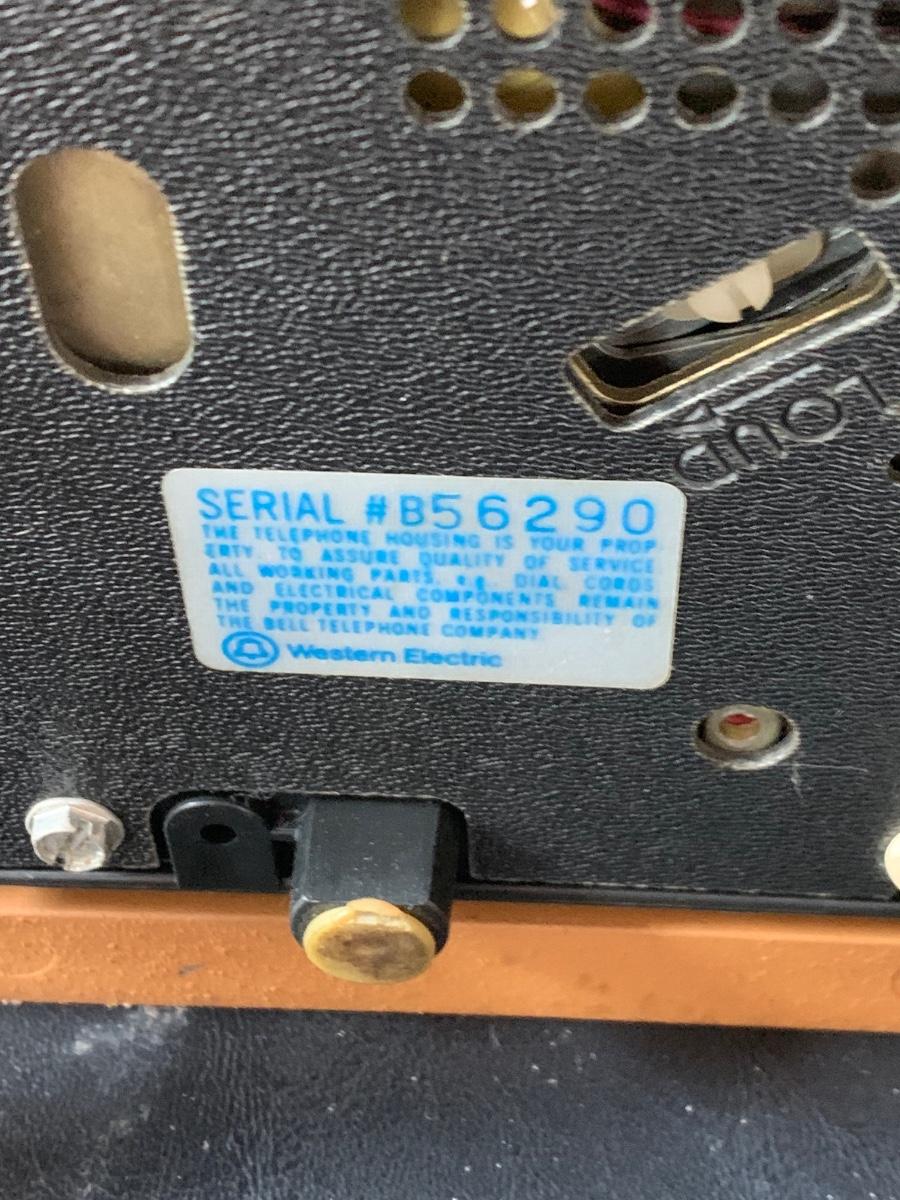 LOUD
SERIAL #B56290
THE TELEPHONE HOUSING IS YOUR PROP
ERTY. TO ASSURE QUALITY OF SERVICE
ALL WORKING PARTS, e.g., DIAL CORDS
AND ELECTRICAL COMPONENTS REMAIN
THE PROPERTY AND RESPONSIBILITY OF
THE BELL TELEPHONE COMPANY
Western Electric